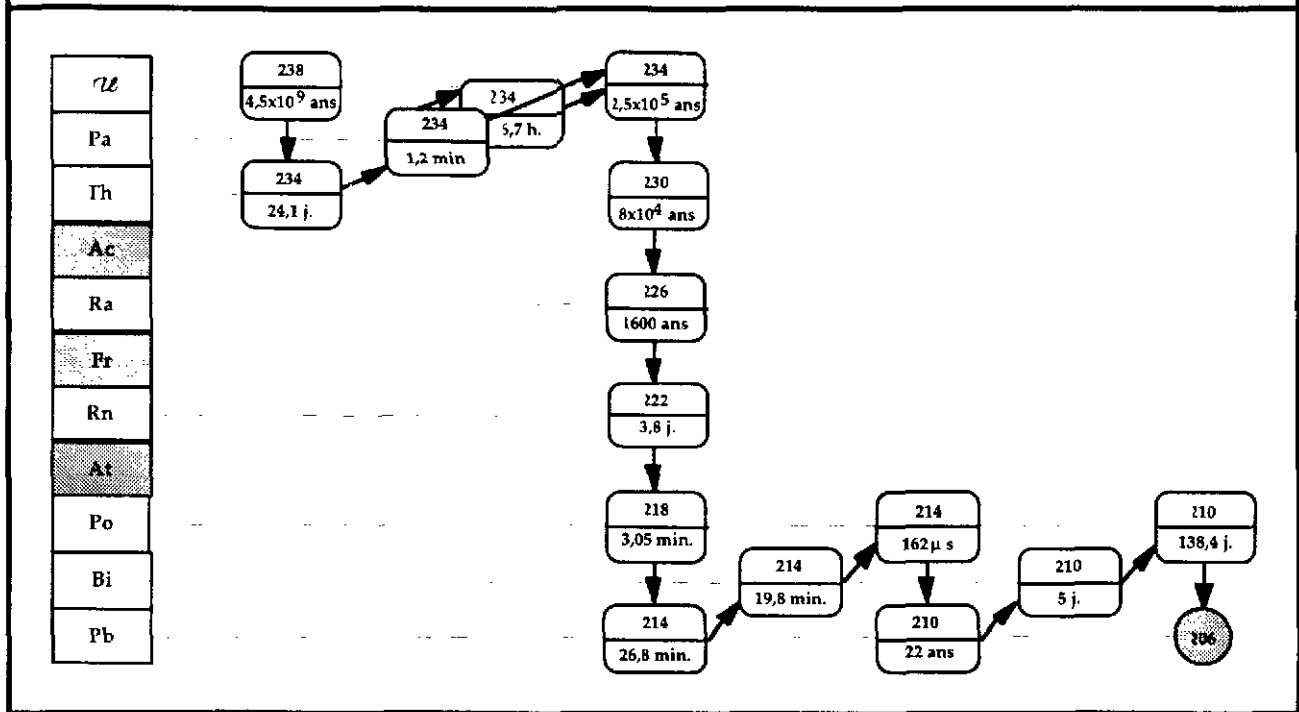 U
Pa
Th
Ac
Ra
Fr
Rn
At
Po
Bi
Pb
238
4,5x10⁹ ans
234
24,1 j.
234
1,2 min
234
6,7 h.
234
2,5x10⁵ ans
230
8x10⁴ ans
226
1600 ans
222
3,8 j.
218
3,05 min.
214
26,8 min.
214
19,8 min.
214
162 µ s
210
22 ans
210
5 j.
210
138,4 j.
206